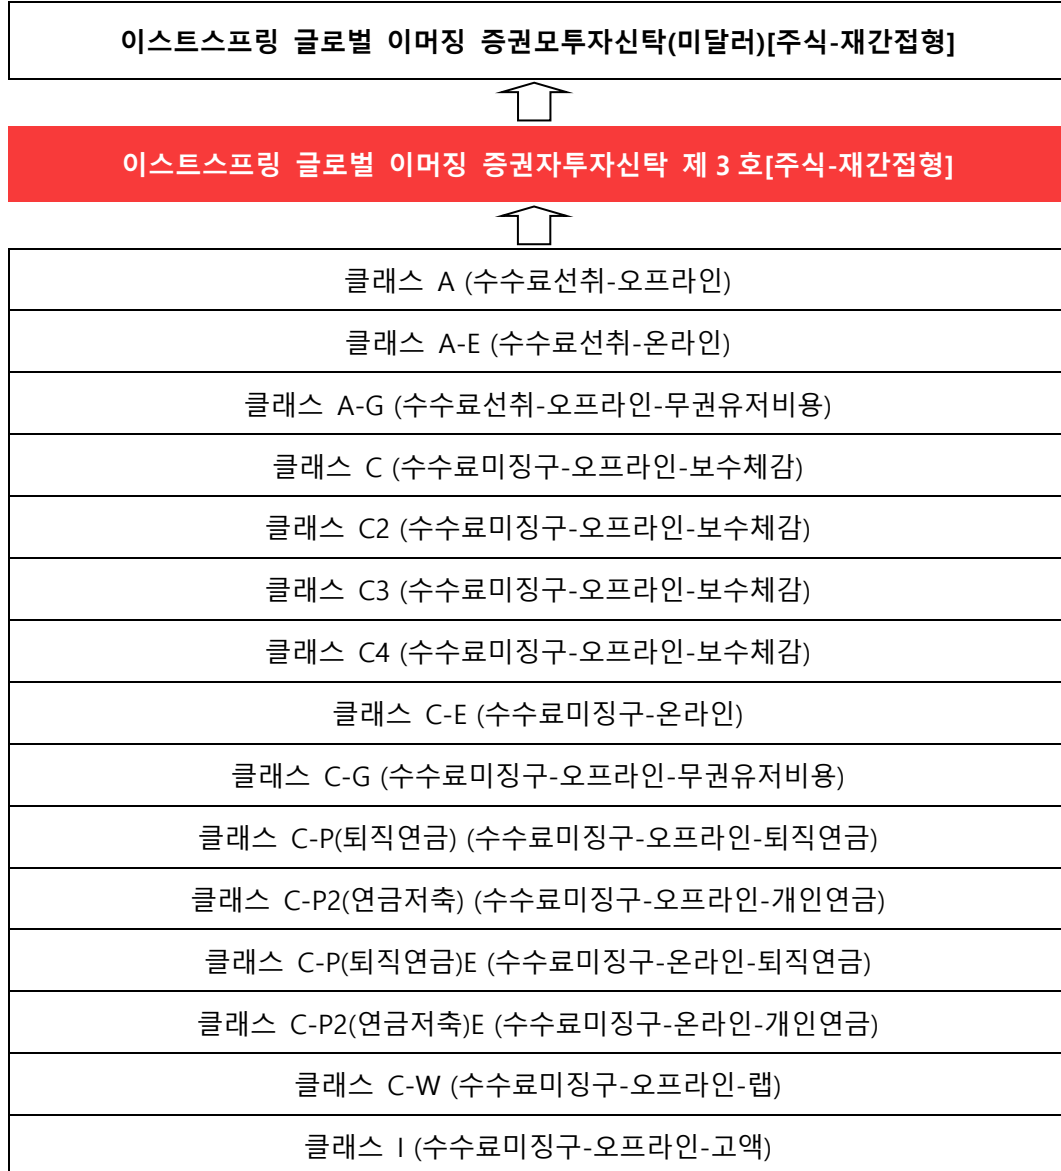 이스트스프링 글로벌 이머징 증권모투자신탁(미달러)[주식-재간접형]
이스트스프링 글로벌 이머징 증권자투자신탁 제 3 호[주식-재간접형]
클래스 A (수수료선취-오프라인)
클래스 A-E (수수료선취-온라인)
클래스 A-G (수수료선취-오프라인-무권유저비용)
클래스 C (수수료미징구-오프라인-보수체감)
클래스 C2 (수수료미징구-오프라인-보수체감)
클래스 C3 (수수료미징구-오프라인-보수체감)
클래스 C4 (수수료미징구-오프라인-보수체감)
클래스 C-E (수수료미징구-온라인)
클래스 C-G (수수료미징구-오프라인-무권유저비용)
클래스 C-P(퇴직연금) (수수료미징구-오프라인-퇴직연금)
클래스 C-P2(연금저축) (수수료미징구-오프라인-개인연금)
클래스 C-P(퇴직연금)E (수수료미징구-온라인-퇴직연금)
클래스 C-P2(연금저축)E (수수료미징구-온라인-개인연금)
클래스 C-W (수수료미징구-오프라인-랩)
클래스 I (수수료미징구-오프라인-고액)